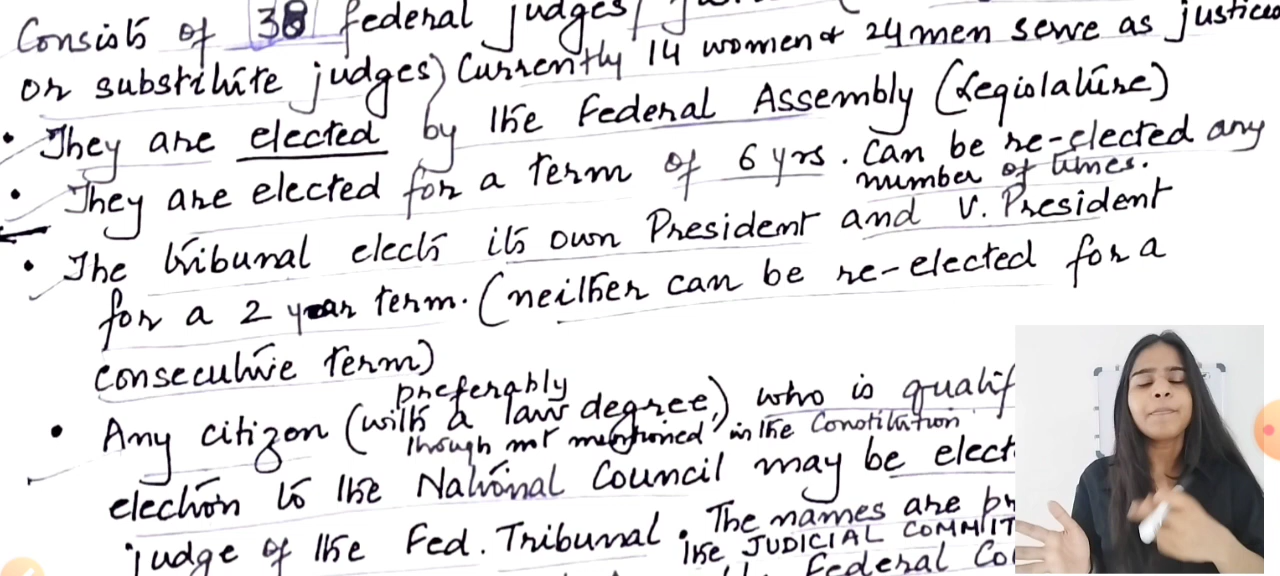 Consists of 38 federal judges
or substitute judges) Currently 14 women & 24 men serve as justices
• They are elected by the Federal Assembly (Legislature)
• They are elected for a term of 6 yrs. Can be re-elected any
number of times.
• The tribunal elects its own President and V. President
for a 2 year term. (neither can be re-elected for a
consecutive term)
preferably
• Any citizen (with a law degree,) who is qualif
though not mentioned in the Constitution
election to the National Council may be elect
judge of the Fed. Tribunal. The names are pr
the JUDICIAL COMMIT
Federal Co